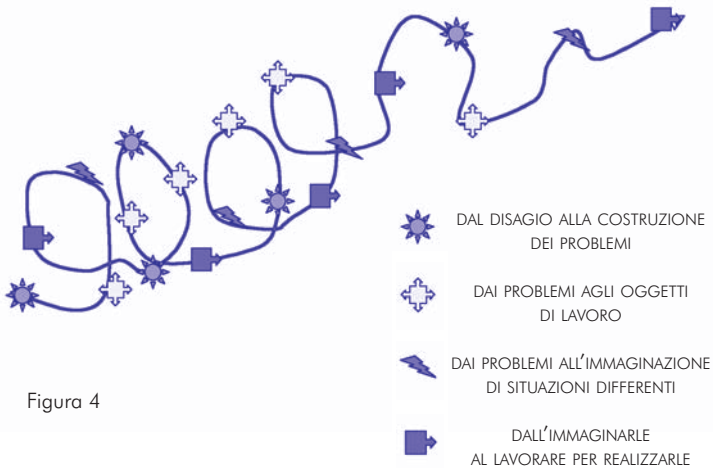 DAL DISAGIO ALLA COSTRUZIONE
DEI PROBLEMI
DAI PROBLEMI AGLI OGGETTI
DI LAVORO
DAI PROBLEMI ALL'IMMAGINAZIONE
DI SITUAZIONI DIFFERENTI
DALL'IMMAGINARLE
AL LAVORARE PER REALIZZARLE
Figura 4